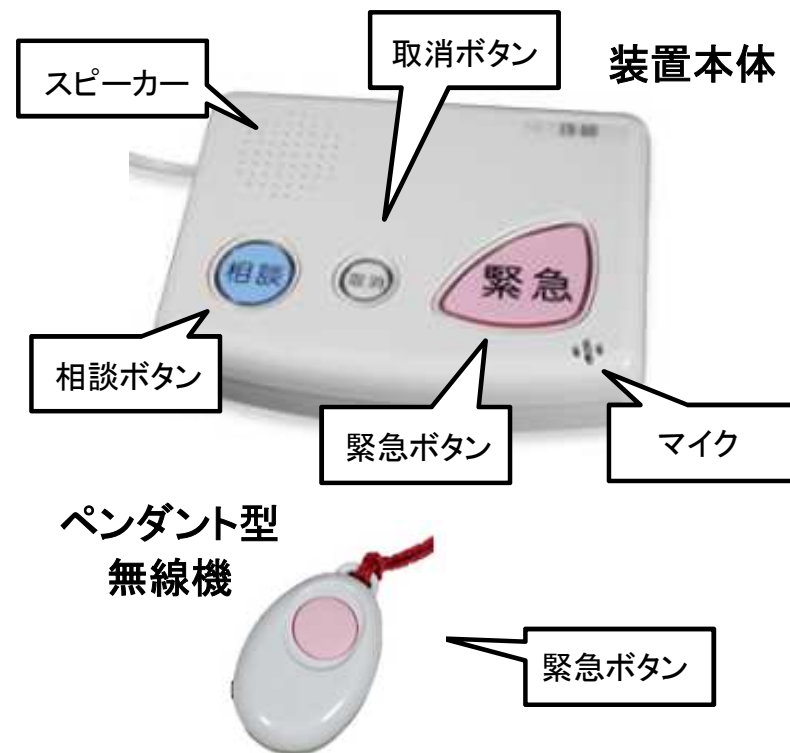 取消ボタン
装置本体
スピーカー
相談
取消
緊急
相談ボタン
緊急ボタン
マイク
ペンダント型
無線機
緊急ボタン